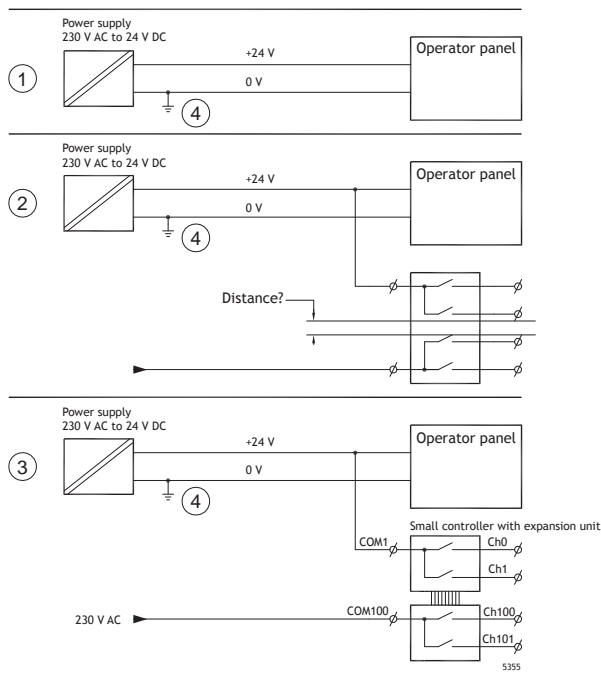 Power supply
230 V AC to 24 V DC
+24 V
Operator panel
1
0 V
4
Power supply
230 V AC to 24 V DC
+24 V
Operator panel
2
0 V
4
Distance?
Power supply
230 V AC to 24 V DC
+24 V
Operator panel
3
0 V
4
Small controller with expansion unit
COM1
Ch0
Ch1
230 V AC
COM100
Ch100
Ch101
5355